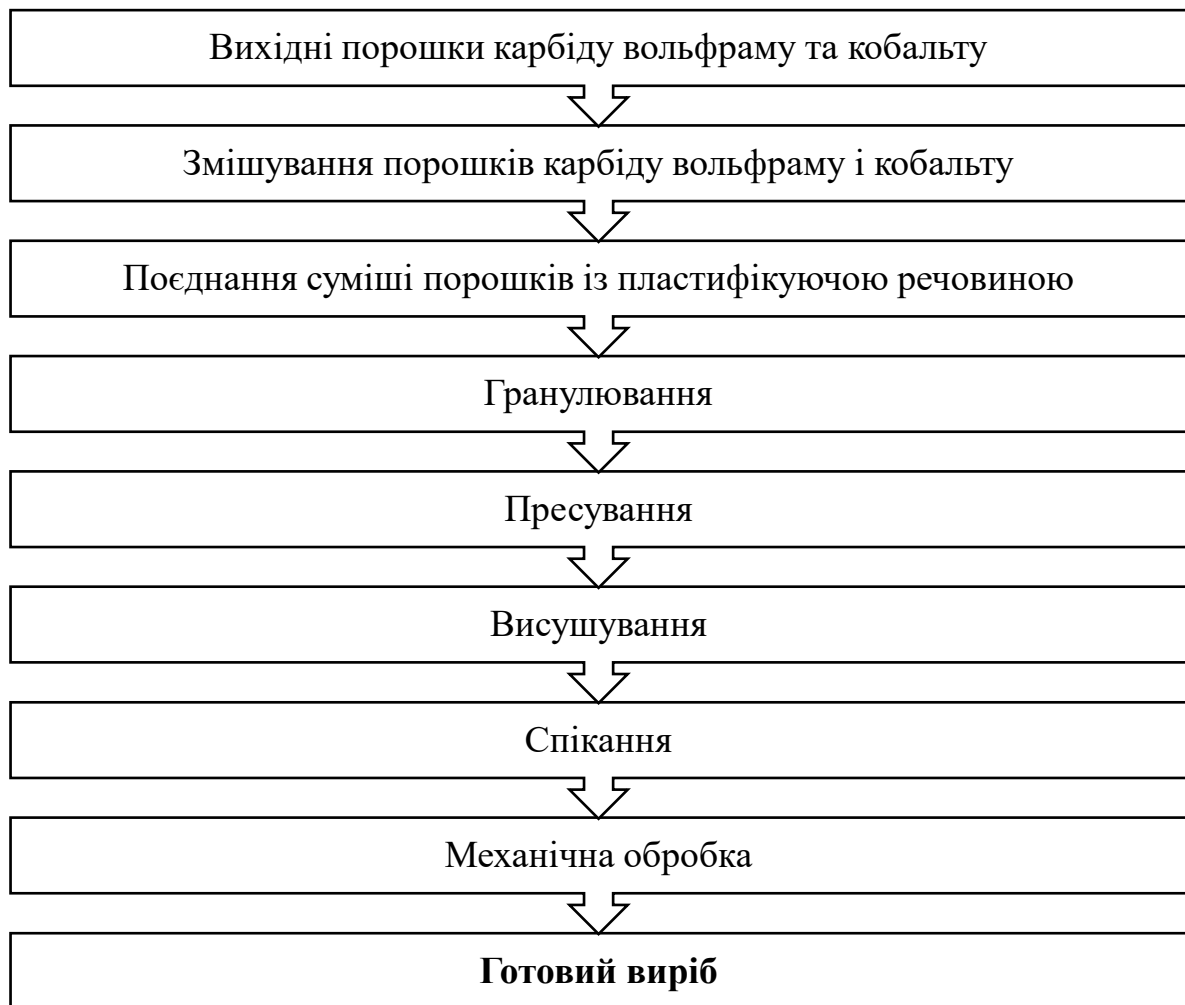 Вихідні порошки карбіду вольфраму та кобальту
Змішування порошків карбіду вольфраму і кобальту
Поєднання суміші порошків із пластифікуючою речовиною
Гранулювання
Пресування
Висушування
Спікання
Механічна обробка
Готовий виріб